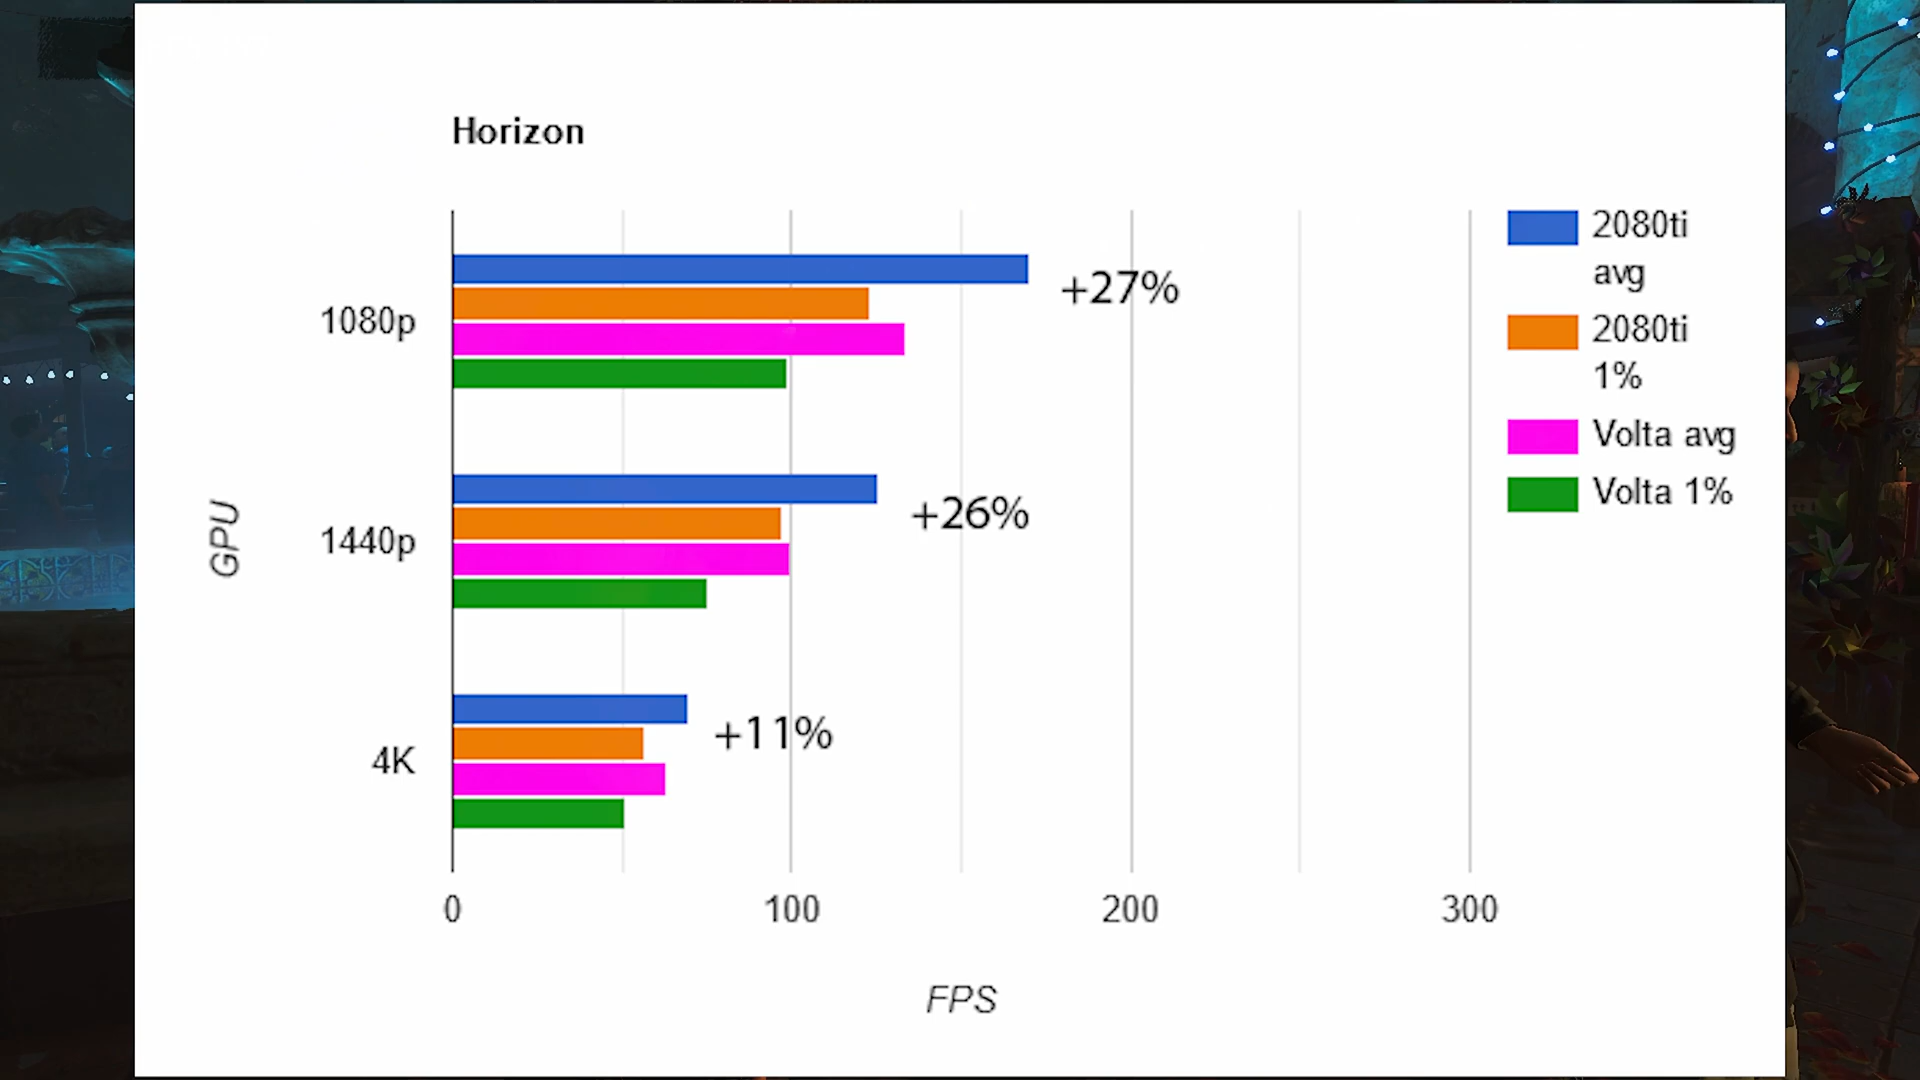 Horizon
2080ti
avg
2080ti
1%
Volta avg
Volta 1%
1080p
+27%
1440p
+26%
4K
+11%
GPU
0
100
200
300
FPS